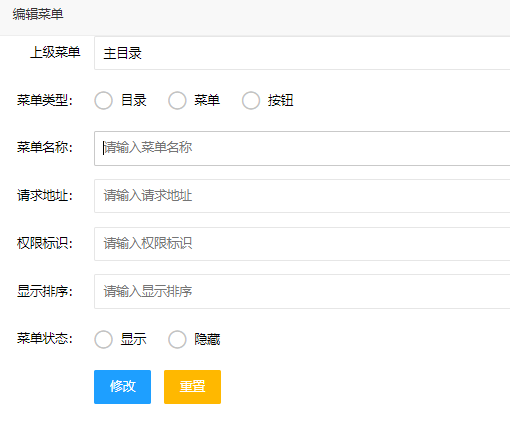 编辑菜单
上级菜单 主目录
菜单类型： 目录 菜单 按钮
菜单名称： 请输入菜单名称
请求地址： 请输入请求地址
权限标识： 请输入权限标识
显示排序： 请输入显示排序
菜单状态： 显示 隐藏
修改 重置